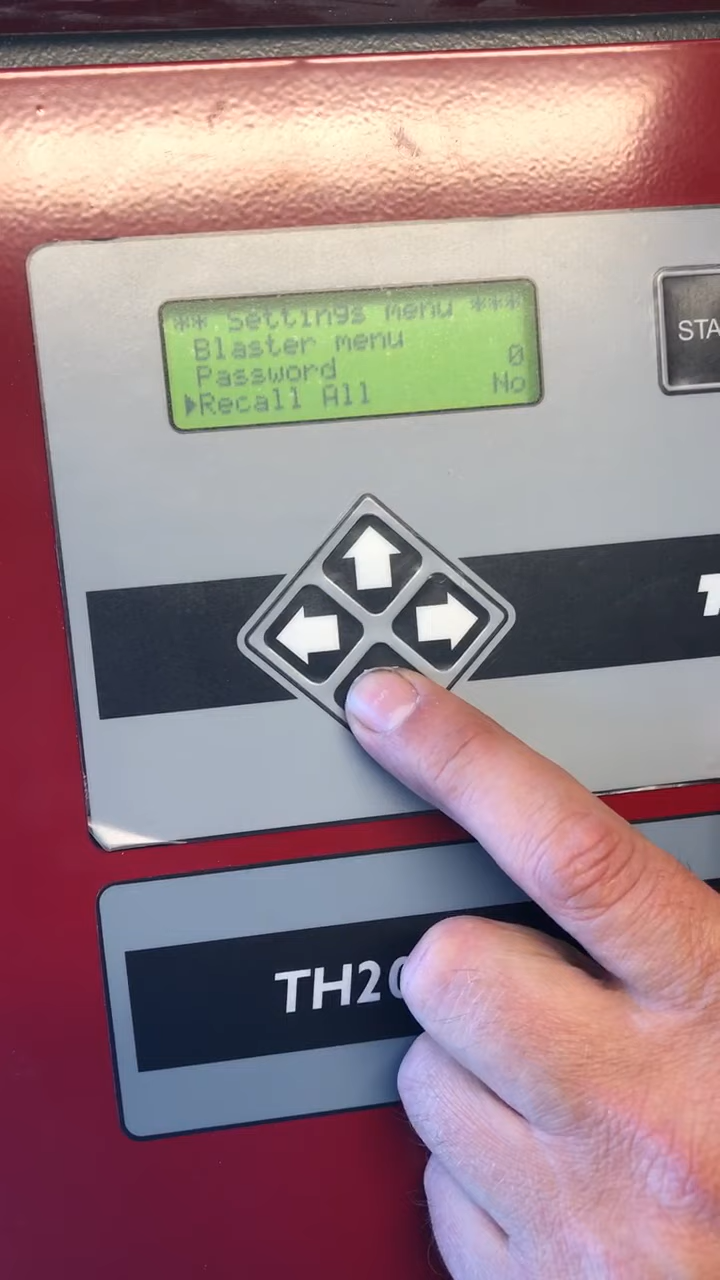 ** Settings menu ***
Blaster menu
Password 0
Recall All No
STA
TH20